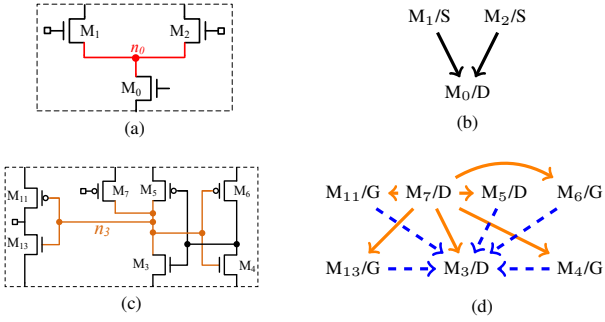 M1 n0 M2
M0
(a)
M1/S M2/S
M0/D
(b)
M11 M7 M5 M6
n3
M13 M3 M4
(c)
M11/G M7/D M5/D M6/G
M13/G M3/D M4/G
(d)